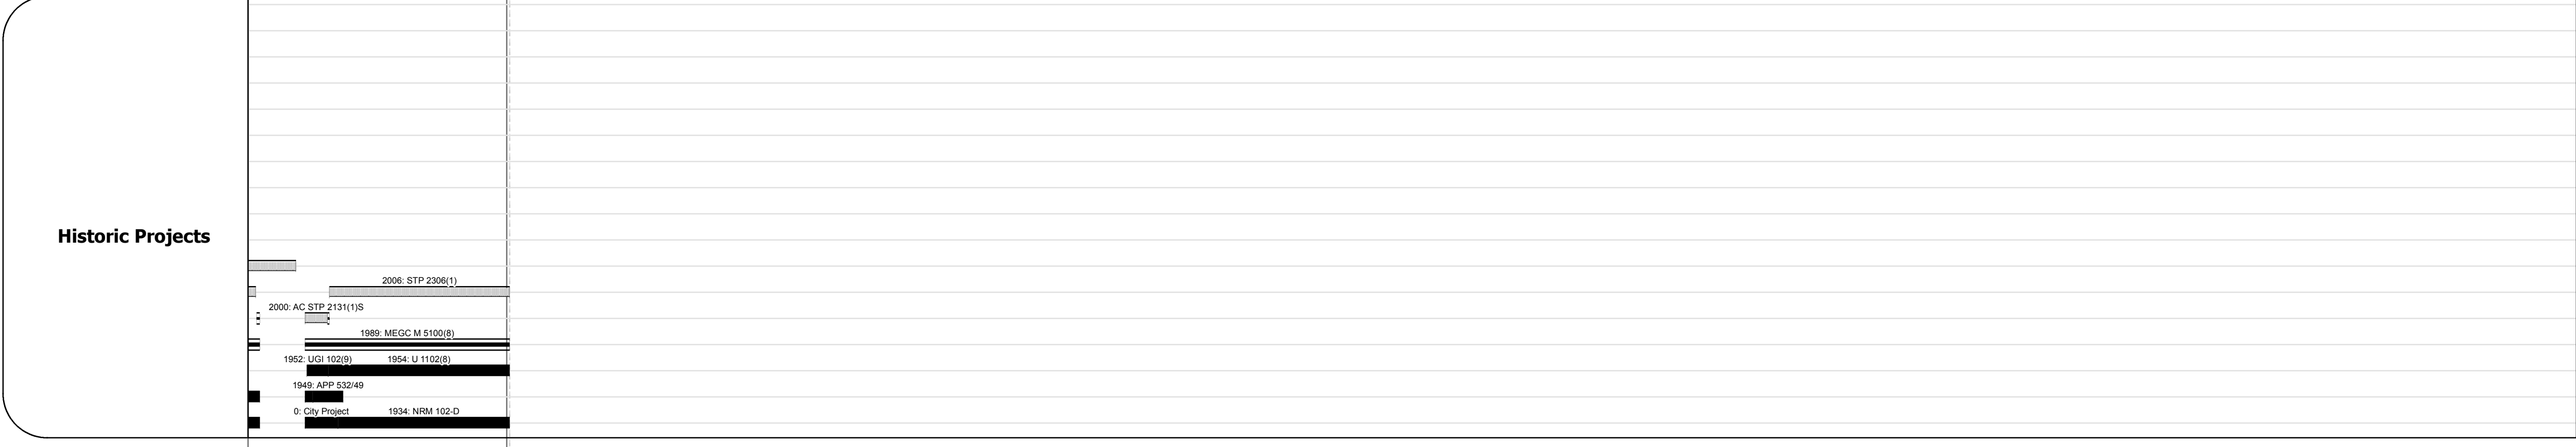 Historic Projects
2006: STP 2306(1)
2000: AC STP 2131(1)S
1989: MEGC M 5100(8)
1952: UGI 102(9) 1954: U 1102(8)
1949: APP 532/49
0: City Project 1934: NRM 102-D